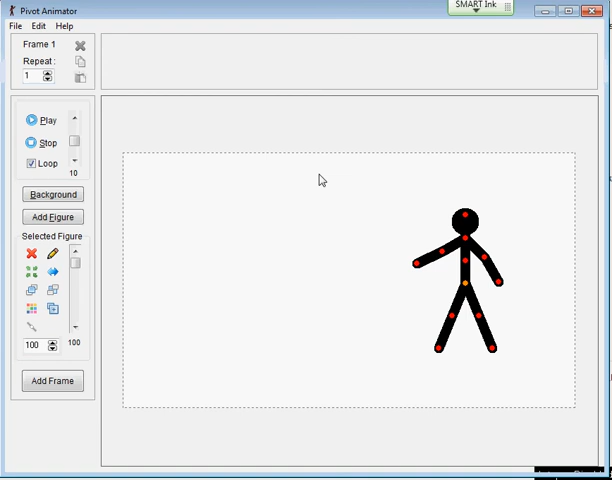 Pivot Animator
SMART Ink
File Edit Help
Frame 1
Repeat :
1
Play
Stop
Loop
10
Background
Add Figure
Selected Figure
100
100
Add Frame